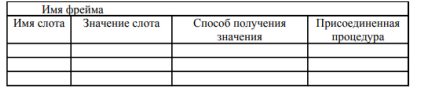 Имя фрейма
Имя слота Значение слота Способ получения Присоединенная
значения процедура